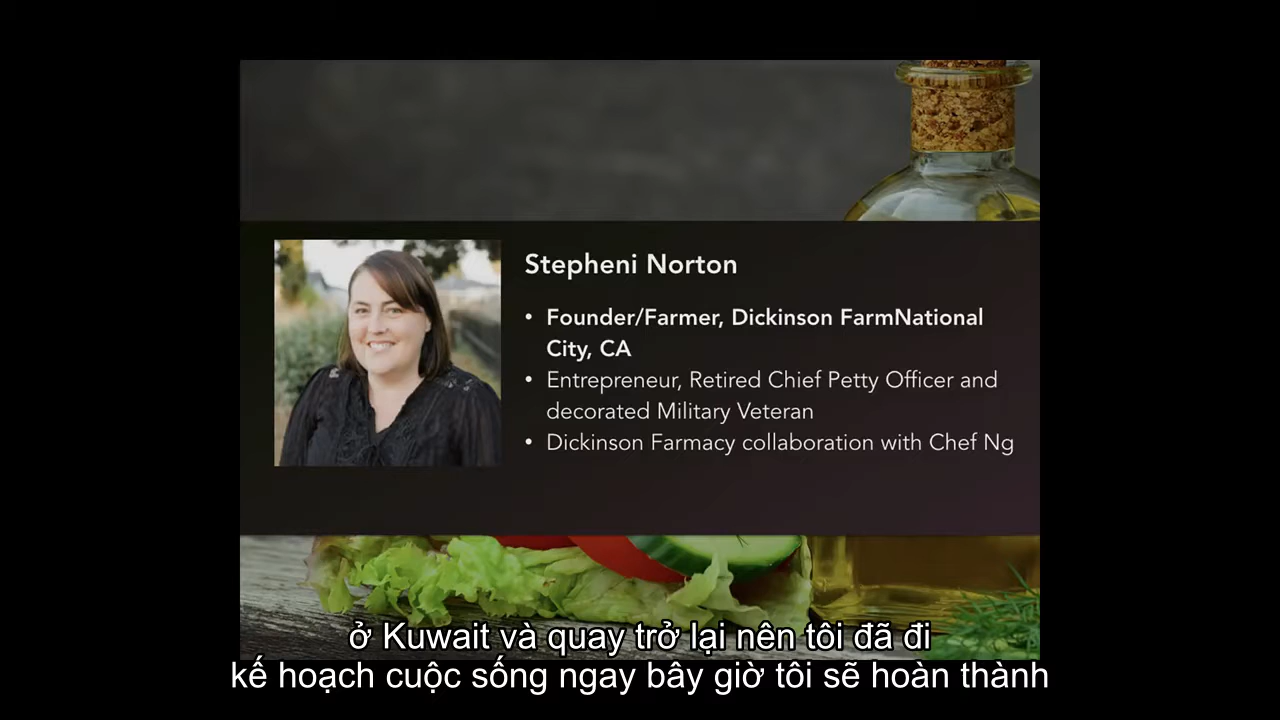 Stepheni Norton
• Founder/Farmer, Dickinson FarmNational
City, CA
• Entrepreneur, Retired Chief Petty Officer and
decorated Military Veteran
• Dickinson Farmacy collaboration with Chef Ng
ở Kuwait và quay trở lại nên tôi đã đi
kế hoạch cuộc sống ngay bây giờ tôi sẽ hoàn thành